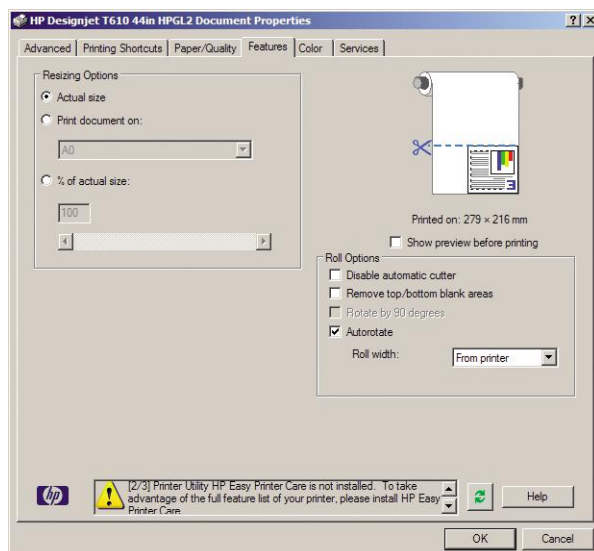 HP Designjet T610 44in HPGL2 Document Properties
Advanced Printing Shortcuts Paper/Quality Features Color Services
Resizing Options
Actual size
Print document on:
A0
% of actual size:
100
3
Printed on: 279 × 216 mm
Show preview before printing
Roll Options
Disable automatic cutter
Remove top/bottom blank areas
Rotate by 90 degrees
Autorotate
Roll width:
From printer
hp
[2/3] Printer Utility HP Easy Printer Care is not installed. To take
advantage of the full feature list of your printer, please install HP Easy
Printer Care
Help
OK Cancel